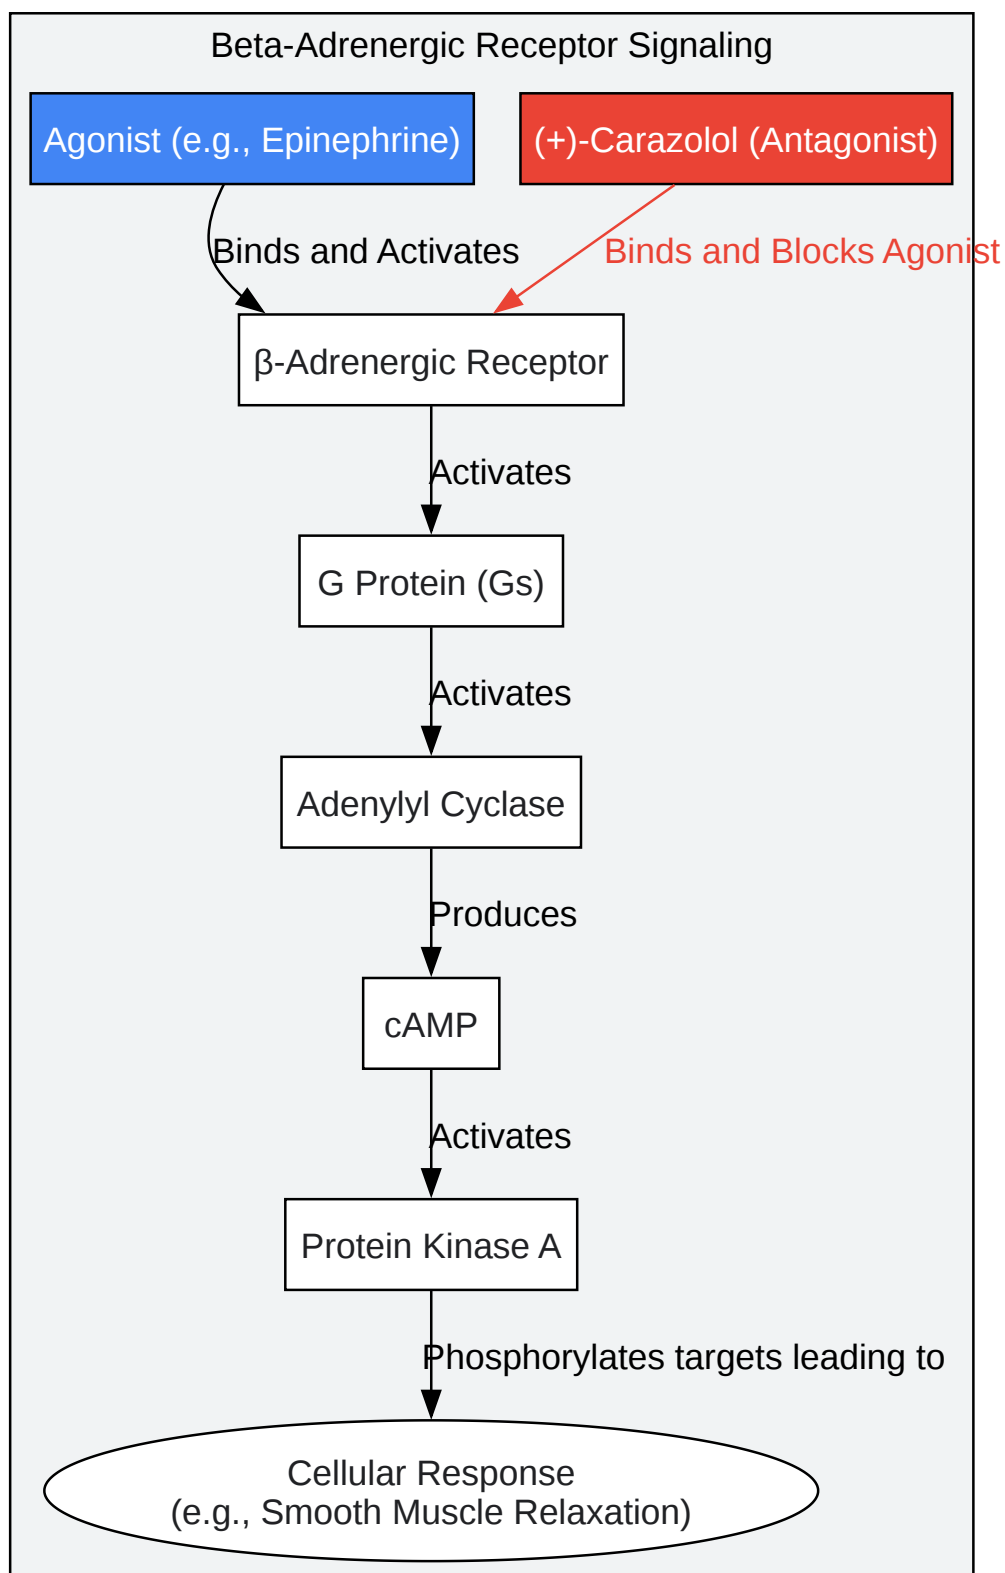 Beta-Adrenergic Receptor Signaling
Agonist (e.g., Epinephrine)
(+)-Carazolol (Antagonist)
Binds and Activates
Binds and Blocks Agonist
β-Adrenergic Receptor
Activates
G Protein (Gs)
Activates
Adenylyl Cyclase
Produces
cAMP
Activates
Protein Kinase A
Phosphorylates targets leading to
Cellular Response
(e.g., Smooth Muscle Relaxation)